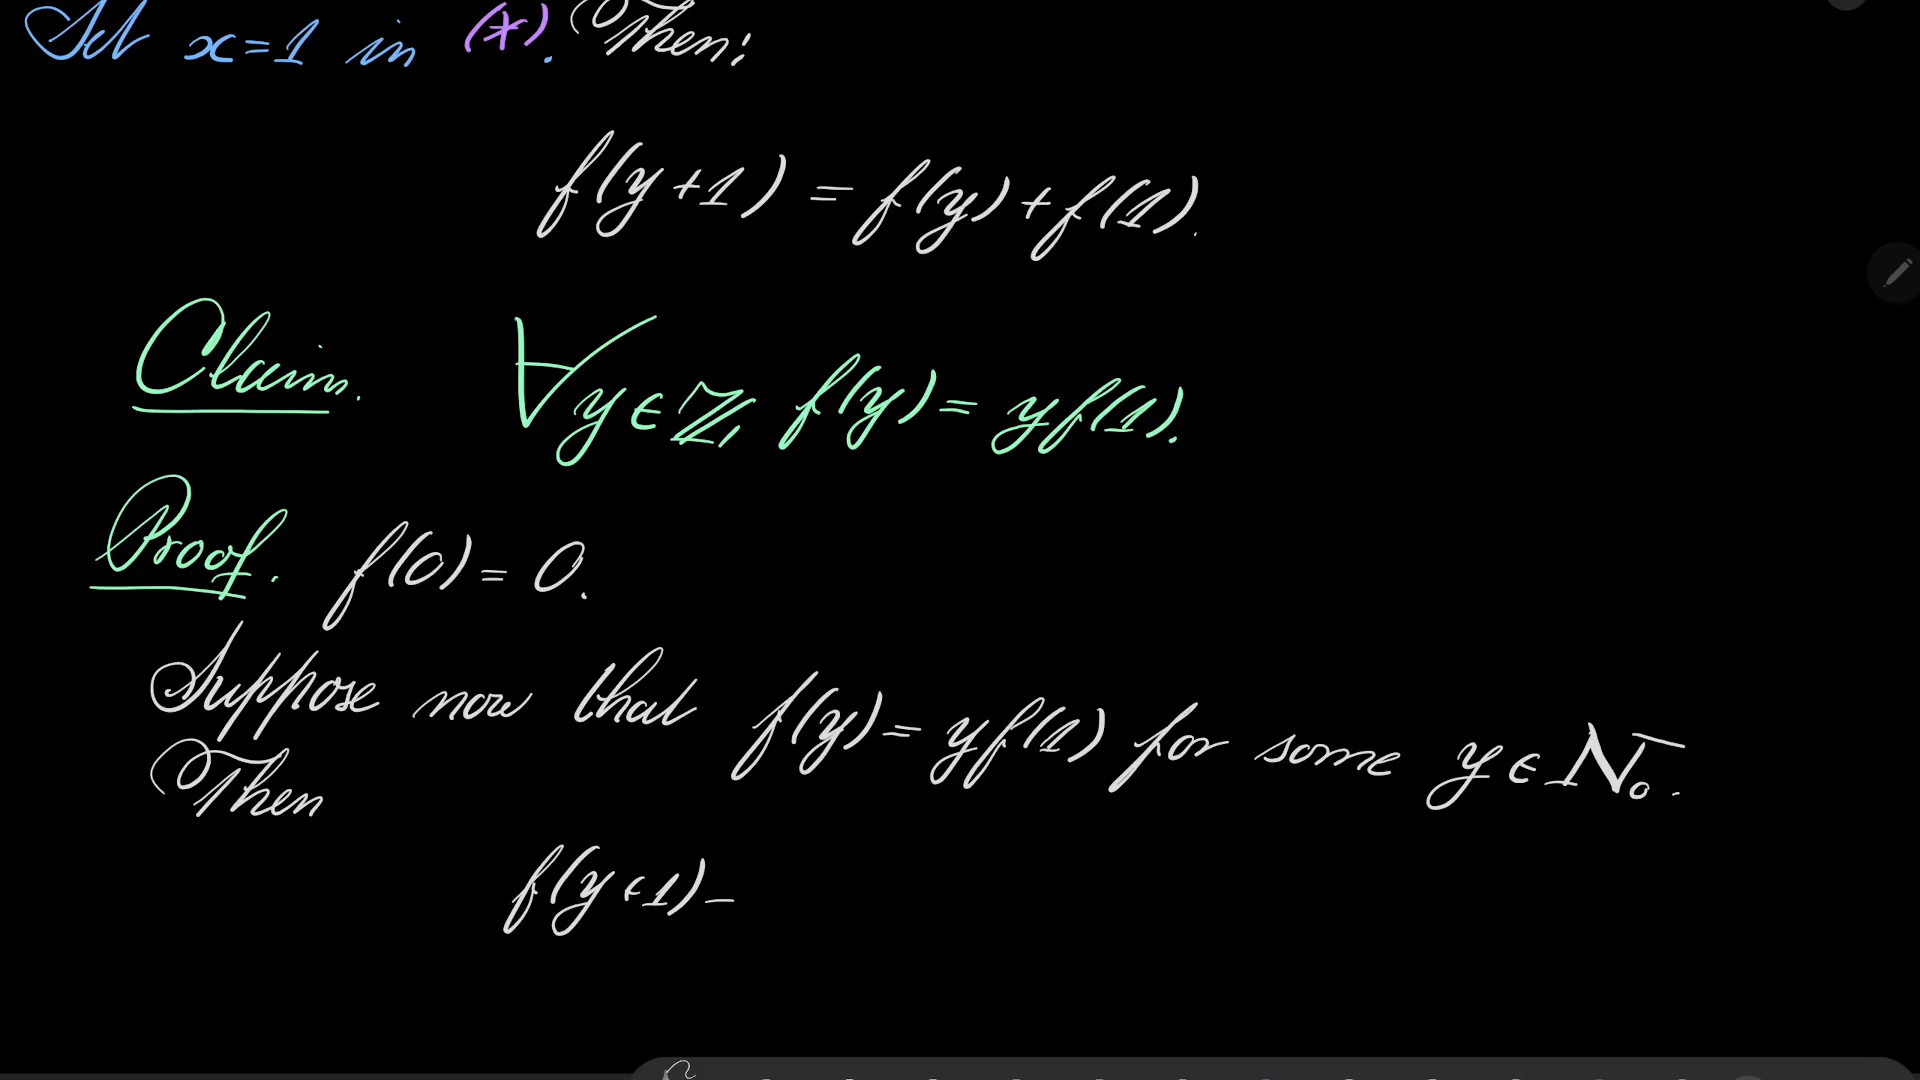 Set x=1 in (*). Then:
f(y+1) = f(y)+f(1).
Claim. ∀y∈ℤ, f(y)=yf(1).
Proof. f(0)=0.
Suppose now that f(y)=yf(1) for some y∈ℕ₀.
Then
f(y+1)-